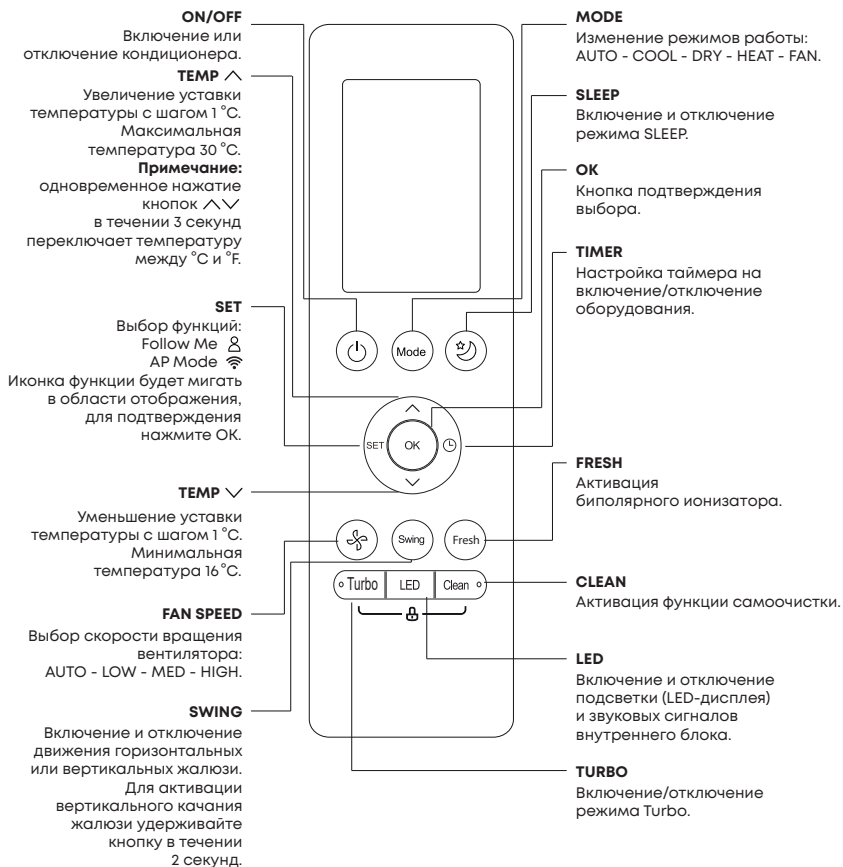 ON/OFF
Включение или
отключение кондиционера.
TEMP
Увеличение уставки
температуры с шагом 1 °C.
Максимальная
температура 30 °C.
Примечание:
одновременное нажатие
кнопок
в течении 3 секунд
переключает температуру
между °C и °F.
SET
Выбор функций:
Follow Me
AP Mode
Иконка функции будет мигать
в области отображения,
для подтверждения
нажмите ОК.
TEMP
Уменьшение уставки
температуры с шагом 1 °C.
Минимальная
температура 16 °C.
FAN SPEED
Выбор скорости вращения
вентилятора:
AUTO - LOW - MED - HIGH.
SWING
Включение и отключение
движения горизонтальных
или вертикальных жалюзи.
Для активации
вертикального качания
жалюзи удерживайте
кнопку в течении
2 секунд.
Mode
SET
OK
Swing
Fresh
Turbo
LED
Clean
MODE
Изменение режимов работы:
AUTO - COOL - DRY - HEAT - FAN.
SLEEP
Включение и отключение
режима SLEEP.
OK
Кнопка подтверждения
выбора.
TIMER
Настройка таймера на
включение/отключение
оборудования.
FRESH
Активация
биполярного ионизатора.
CLEAN
Активация функции самоочистки.
LED
Включение и отключение
подсветки (LED-дисплея)
и звуковых сигналов
внутреннего блока.
TURBO
Включение/отключение
режима Turbo.